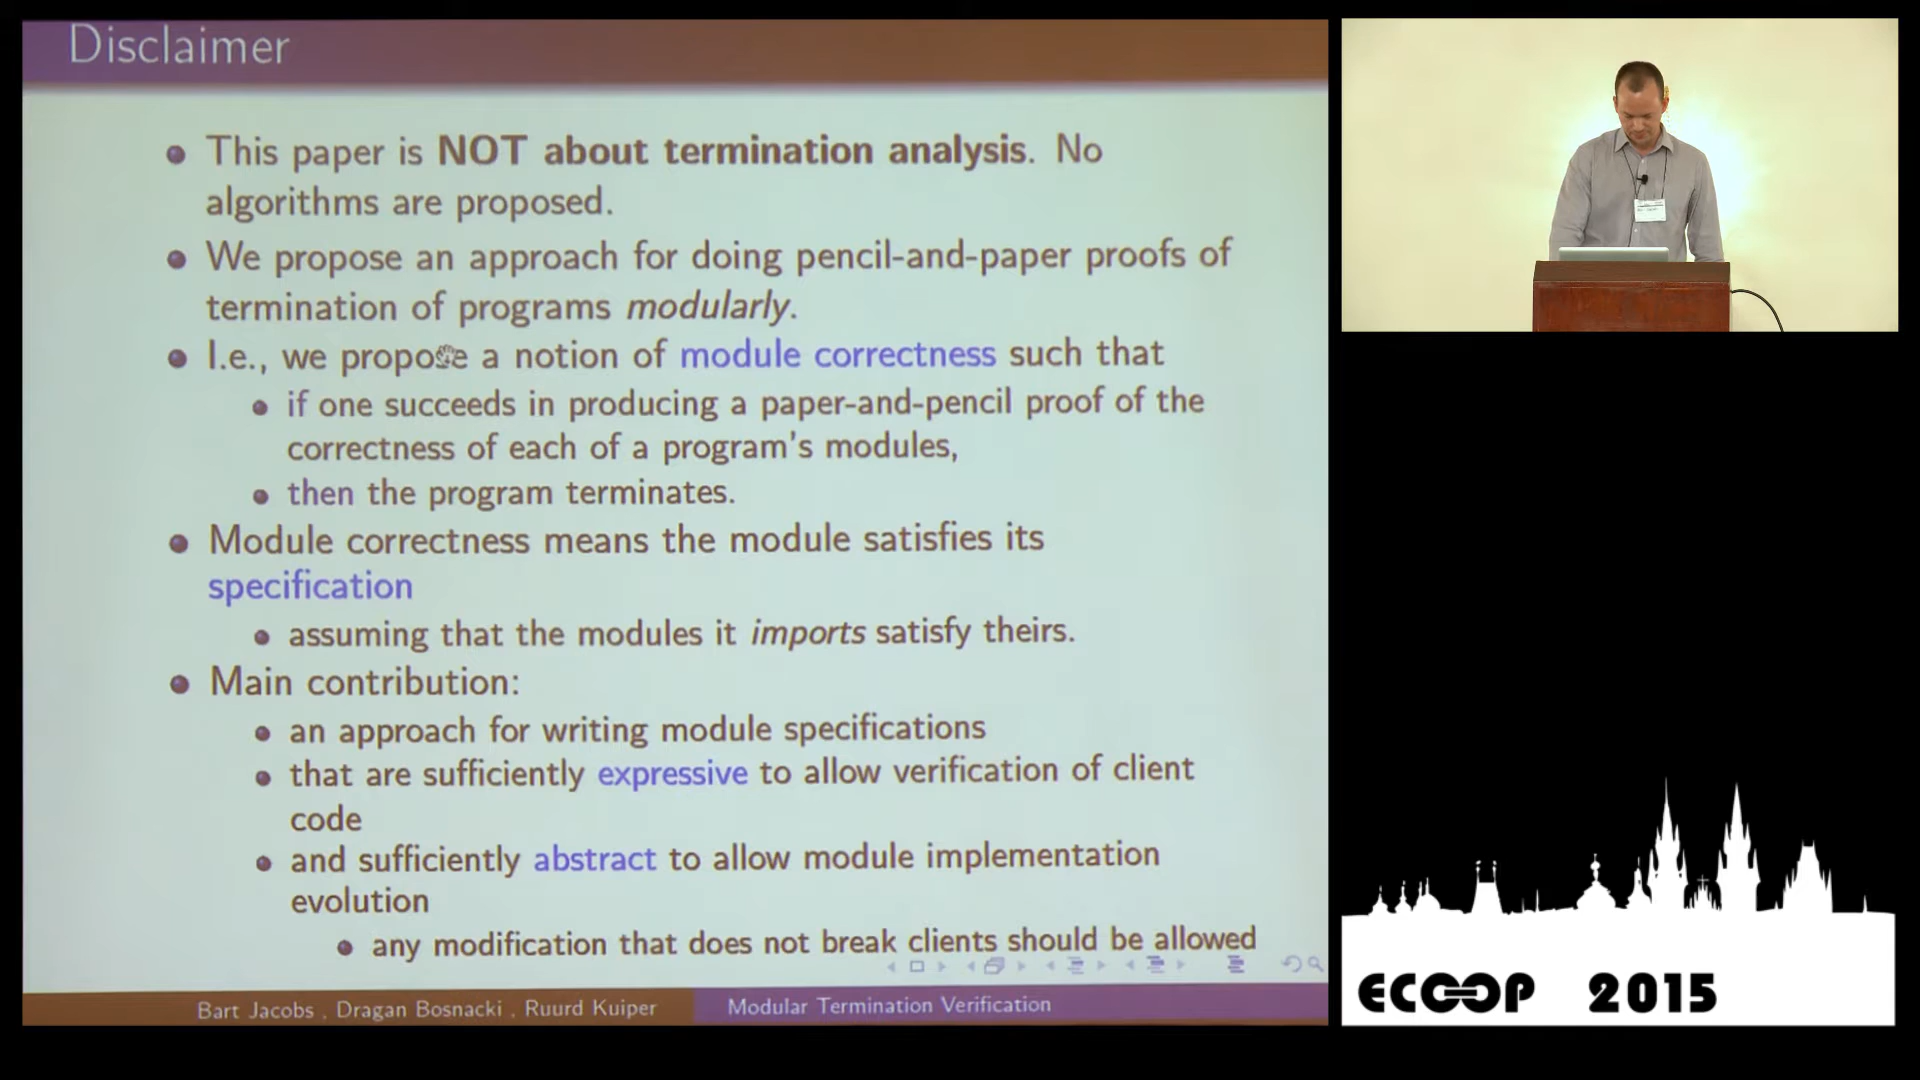 Disclaimer
This paper is NOT about termination analysis. No
algorithms are proposed.
We propose an approach for doing pencil-and-paper proofs of
termination of programs modularly.
I.e., we propose a notion of module correctness such that
if one succeeds in producing a paper-and-pencil proof of the
correctness of each of a program's modules,
then the program terminates.
Module correctness means the module satisfies its
specification
assuming that the modules it imports satisfy theirs.
Main contribution:
an approach for writing module specifications
that are sufficiently expressive to allow verification of client
code
and sufficiently abstract to allow module implementation
evolution
any modification that does not break clients should be allowed
Bart Jacobs , Dragan Bosnacki , Ruurd Kuiper
Modular Termination Verification
ECOOP 2015